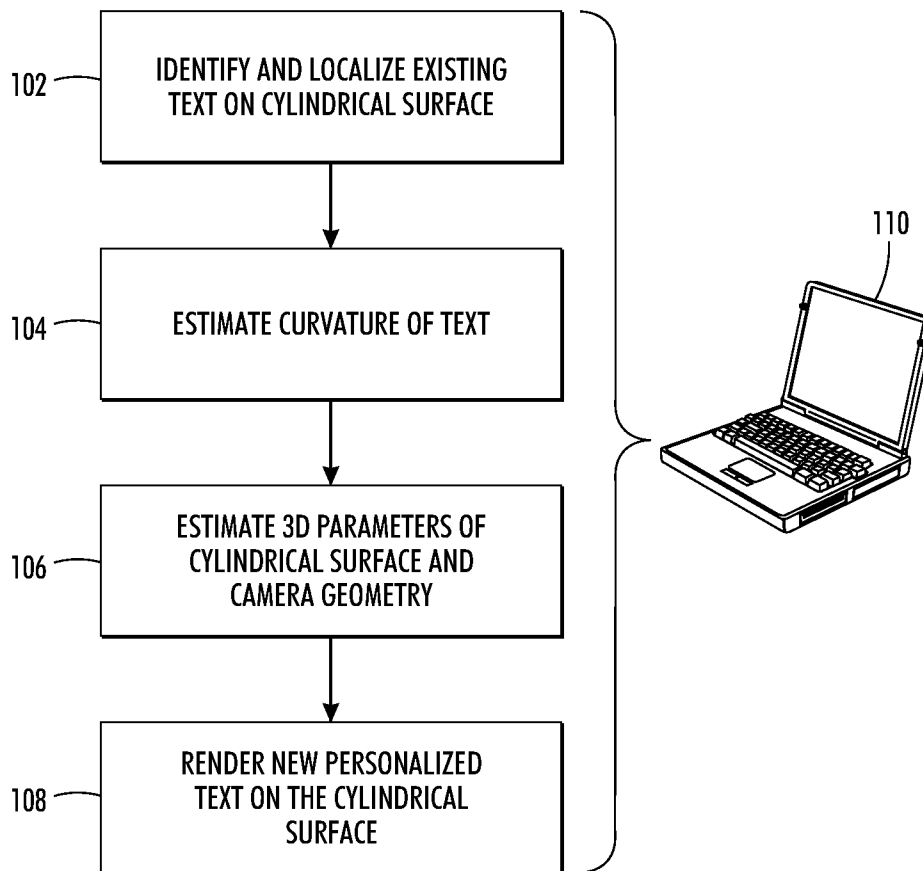 102
IDENTIFY AND LOCALIZE EXISTING
TEXT ON CYLINDRICAL SURFACE
110
104
ESTIMATE CURVATURE OF TEXT
106
ESTIMATE 3D PARAMETERS OF
CYLINDRICAL SURFACE AND
CAMERA GEOMETRY
108
RENDER NEW PERSONALIZED
TEXT ON THE CYLINDRICAL
SURFACE